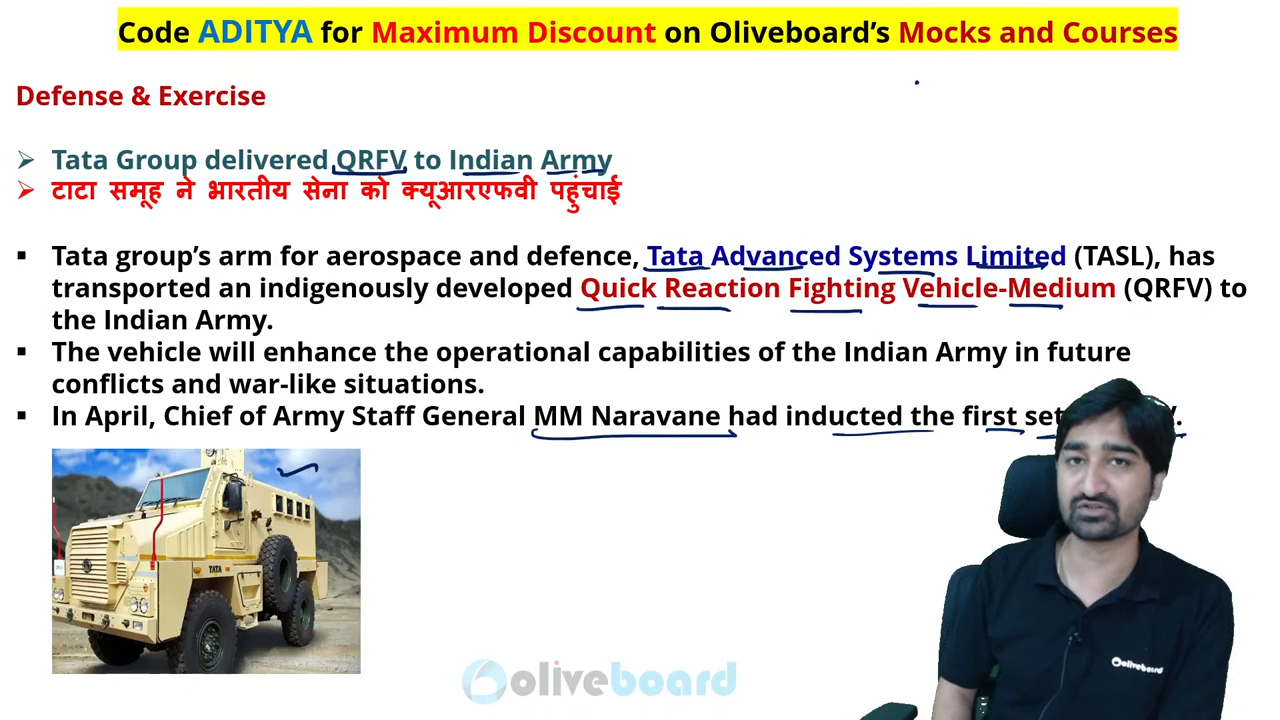 Code ADITYA for Maximum Discount on Oliveboard's Mocks and Courses
Defense & Exercise
Tata Group delivered QRFV to Indian Army
टाटा समूह ने भारतीय सेना को क्यूआरएफवी पहुंचाई
Tata group's arm for aerospace and defence, Tata Advanced Systems Limited (TASL), has
transported an indigenously developed Quick Reaction Fighting Vehicle-Medium (QRFV) to
the Indian Army.
The vehicle will enhance the operational capabilities of the Indian Army in future
conflicts and war-like situations.
In April, Chief of Army Staff General MM Naravane had inducted the first set
TATA
oliveboard
oliveboard